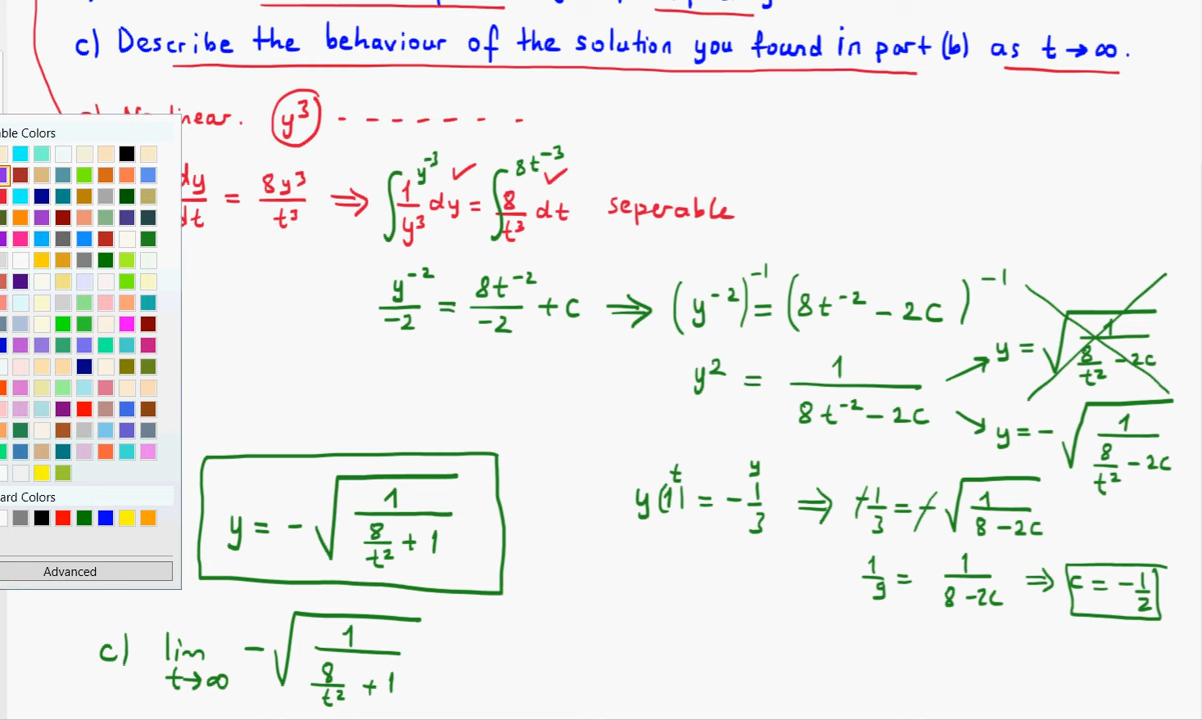 c) Describe the behaviour of the solution you found in part (b) as t → ∞.
near. y³ - - - - - - -
dy/dt = 8y³/t³ ⇒ ∫ 1/y³ dy = ∫ 8/t³ dt seperable
y⁻³ ✓ 8t⁻³ ✓
y⁻²/-2 = 8t⁻²/-2 + c ⇒ (y⁻²)⁻¹ = (8t⁻² - 2c)⁻¹
y² = 1/(8t⁻² - 2c)
y = √(1/(8/t² - 2c))
y = -√(1/(8/t² - 2c))
t y
y(1) = -1/3 ⇒ +1/3 = +√(1/(8 - 2c))
1/9 = 1/(8 - 2c) ⇒ c = -1/2
y = -√(1/(8/t² + 1))
c) lim t→∞ -√(1/(8/t² + 1))
ble Colors
ard Colors
Advanced